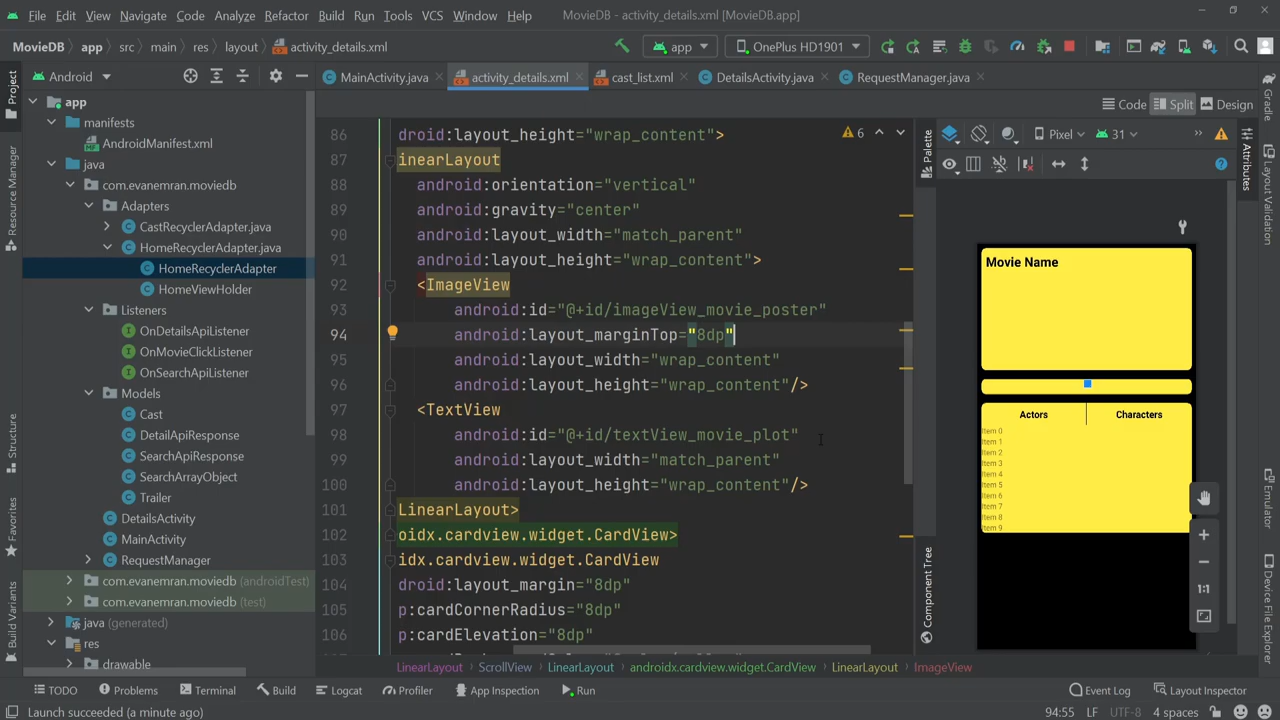 File Edit View Navigate Code Analyze Refactor Build Run Tools VCS Window Help MovieDB - activity_details.xml [MovieDB.app]
MovieDB app src main res layout activity_details.xml app OnePlus HD1901
Android MainActivity.java activity_details.xml cast_list.xml DetailsActivity.java RequestManager.java
Code Split Design
Project
Resource Manager
Structure
Favorites
Build Variants
app
manifests
AndroidManifest.xml
java
com.evanemran.moviedb
Adapters
CastRecyclerAdapter.java
HomeRecyclerAdapter.java
HomeRecyclerAdapter
HomeViewHolder
Listeners
OnDetailsApiListener
OnMovieClickListener
OnSearchApiListener
Models
Cast
DetailApiResponse
SearchApiResponse
SearchArrayObject
Trailer
DetailsActivity
MainActivity
RequestManager
com.evanemran.moviedb (androidTest)
com.evanemran.moviedb (test)
java (generated)
res
drawable
86 droid:layout_height="wrap_content">
87 inearLayout
88 android:orientation="vertical"
89 android:gravity="center"
90 android:layout_width="match_parent"
91 android:layout_height="wrap_content">
92 <ImageView
93 android:id="@+id/imageView_movie_poster"
94 android:layout_marginTop="8dp"
95 android:layout_width="wrap_content"
96 android:layout_height="wrap_content"/>
97 <TextView
98 android:id="@+id/textView_movie_plot"
99 android:layout_width="match_parent"
100 android:layout_height="wrap_content"/>
101 LinearLayout>
102 oidx.cardview.widget.CardView>
103 idx.cardview.widget.CardView
104 droid:layout_margin="8dp"
105 p:cardCornerRadius="8dp"
106 p:cardElevation="8dp"
6
LinearLayout ScrollView LinearLayout androidx.cardview.widget.CardView LinearLayout ImageView
Palette
Component Tree
Pixel 31
Movie Name
Actors Characters
Item 0
Item 1
Item 2
Item 3
Item 4
Item 5
Item 6
Item 7
Item 8
Item 9
1:1
Attributes
Gradle
Layout Validation
Emulator
Device File Explorer
TODO Problems Terminal Build Logcat Profiler App Inspection Run Event Log Layout Inspector
Launch succeeded (a minute ago) 94:55 LF UTF-8 4 spaces